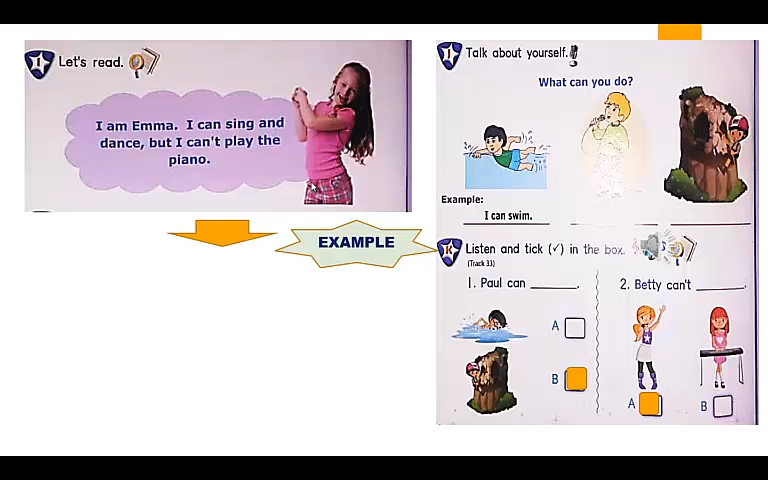 I Let's read.
I am Emma. I can sing and
dance, but I can't play the
piano.
EXAMPLE
J Talk about yourself.
What can you do?
Example:
I can swim.
K Listen and tick (✓) in the box.
(Track 33)
1. Paul can ______.
A
B
2. Betty can't ______.
A
B